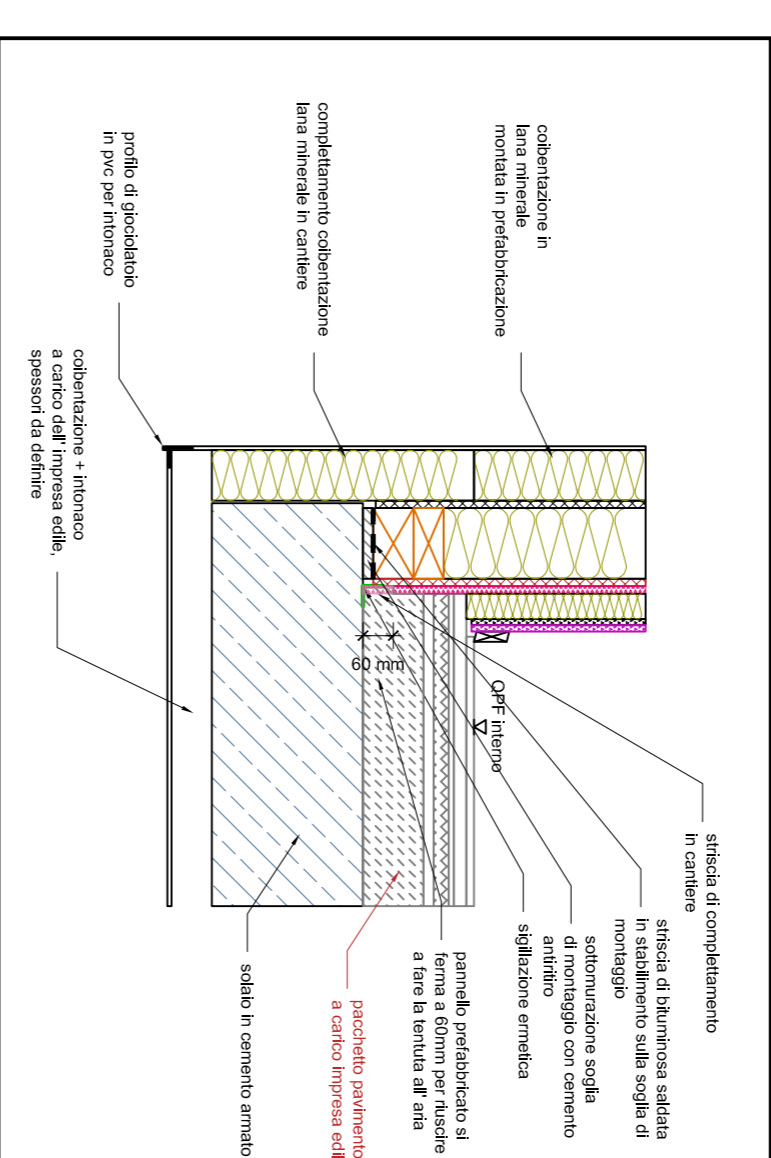 coibentazione in
lana minerale
montata in prefabbricazione
complettamento coibentazione
lana minerale in cantiere
profilo di giociolatoio
in pvc per intonaco
coibentazione + intonaco
a carico dell' impresa edile,
spessori da definire
60 mm
QPF interno
striscia di complettamento
in cantiere
striscia di bituminosa saldata
in stabilimento sulla soglia di
montaggio
sottomurazione soglia
di montaggio con cemento
antiritiro
sigillazione ermetica
pannello prefabbricato si
ferma a 60mm per riuscire
a fare la tentuta all' aria
pacchetto pavimento
a carico impresa edil
solaio in cemento armato